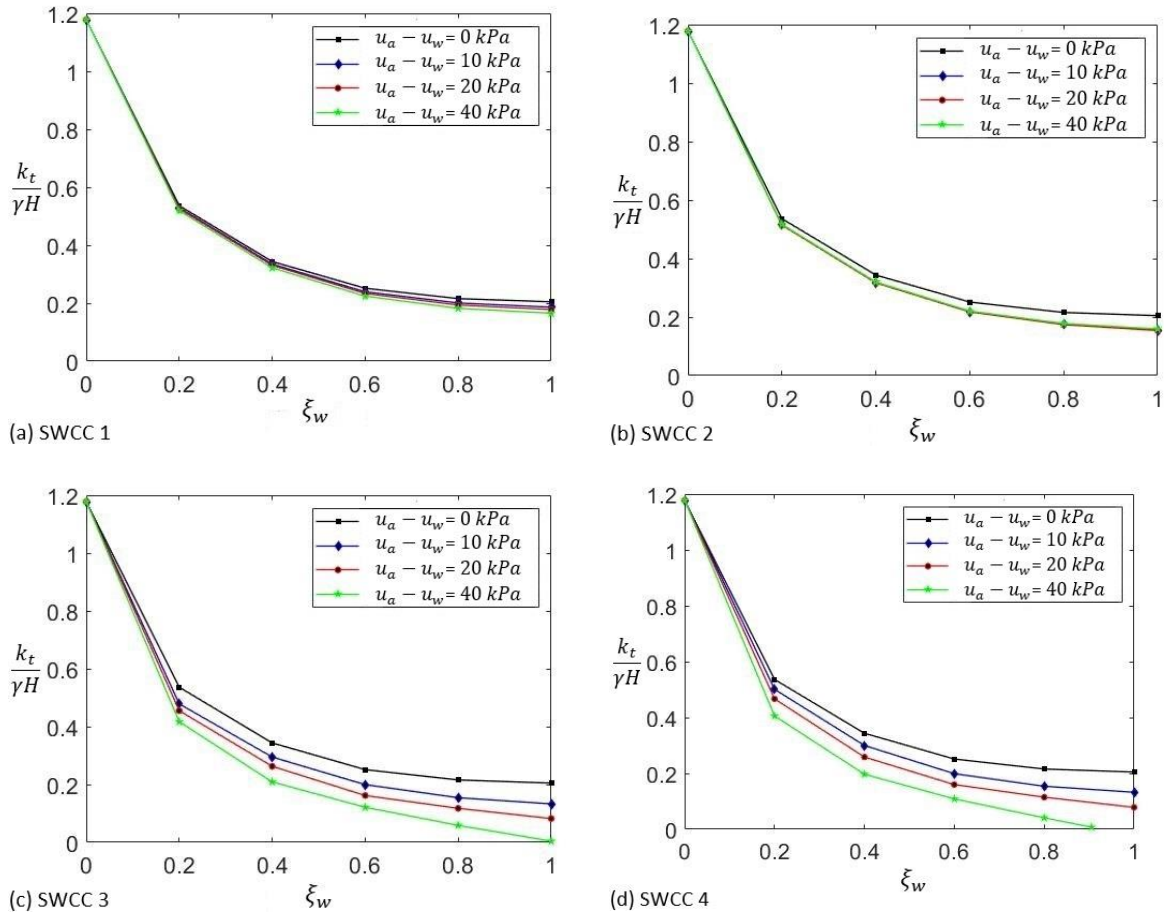 1.2
1
0.8
0.6
0.4
0.2
0
k_t
γH
u_a − u_w = 0 kPa
u_a − u_w = 10 kPa
u_a − u_w = 20 kPa
u_a − u_w = 40 kPa
0 0.2 0.4 0.6 0.8 1
ξ_w
(a) SWCC 1
1.2
1
0.8
0.6
0.4
0.2
0
k_t
γH
u_a − u_w = 0 kPa
u_a − u_w = 10 kPa
u_a − u_w = 20 kPa
u_a − u_w = 40 kPa
0 0.2 0.4 0.6 0.8 1
ξ_w
(b) SWCC 2
1.2
1
0.8
0.6
0.4
0.2
0
k_t
γH
u_a − u_w = 0 kPa
u_a − u_w = 10 kPa
u_a − u_w = 20 kPa
u_a − u_w = 40 kPa
0 0.2 0.4 0.6 0.8 1
ξ_w
(c) SWCC 3
1.2
1
0.8
0.6
0.4
0.2
0
k_t
γH
u_a − u_w = 0 kPa
u_a − u_w = 10 kPa
u_a − u_w = 20 kPa
u_a − u_w = 40 kPa
0 0.2 0.4 0.6 0.8 1
ξ_w
(d) SWCC 4